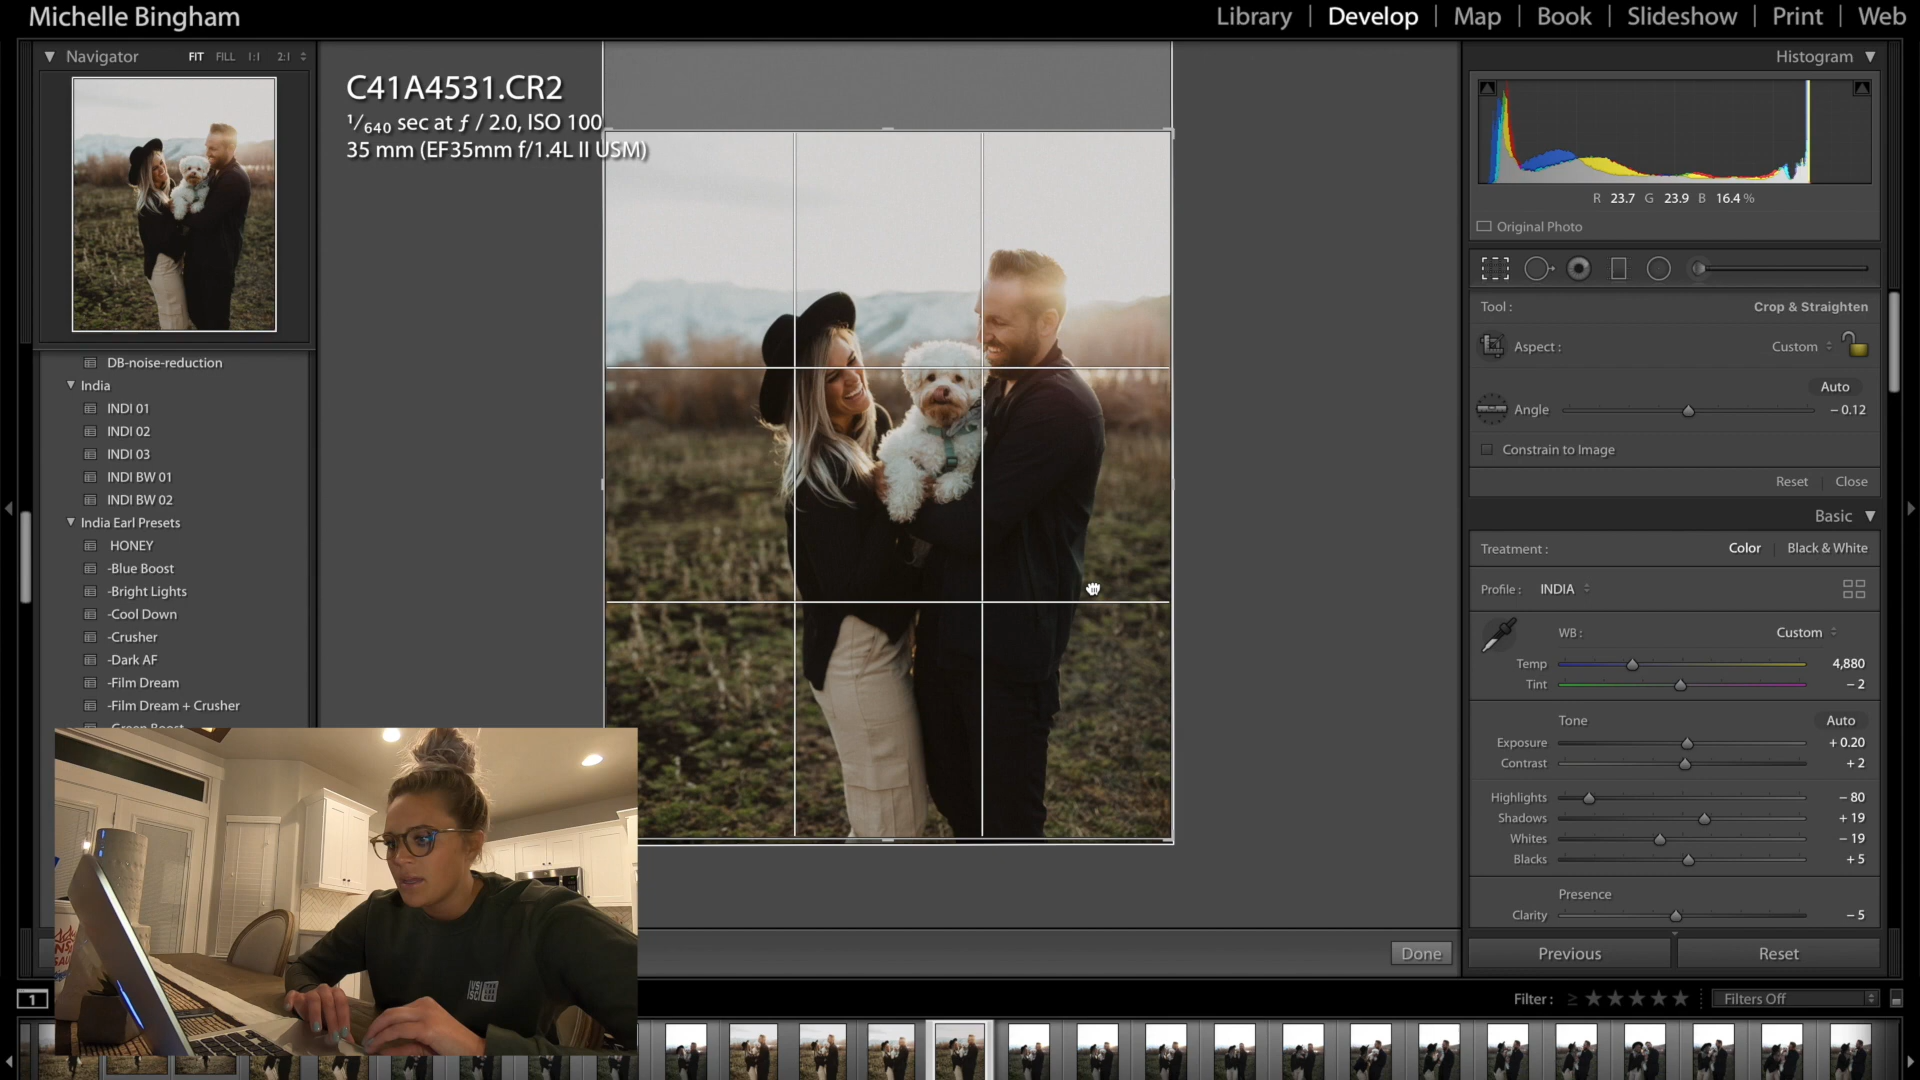 Michelle Bingham
Library | Develop | Map | Book | Slideshow | Print | Web
Navigator FIT FILL 1:1 2:1
C41A4531.CR2
1/640 sec at ƒ / 2.0, ISO 100
35 mm (EF35mm f/1.4L II USM)
DB-noise-reduction
India
INDI 01
INDI 02
INDI 03
INDI BW 01
INDI BW 02
India Earl Presets
HONEY
-Blue Boost
-Bright Lights
-Cool Down
-Crusher
-Dark AF
-Film Dream
-Film Dream + Crusher
-Green Boost
Histogram
R 23.7 G 23.9 B 16.4 %
Original Photo
Tool : Crop & Straighten
Aspect : Custom
Auto
Angle − 0.12
Constrain to Image
Reset Close
Basic
Treatment : Color Black & White
Profile : INDIA
WB : Custom
Temp 4,880
Tint − 2
Tone Auto
Exposure + 0.20
Contrast + 2
Highlights − 80
Shadows + 19
Whites − 19
Blacks + 5
Presence
Clarity − 5
Done
Previous Reset
1
Filter : ≥ ★★★★★ Filters Off